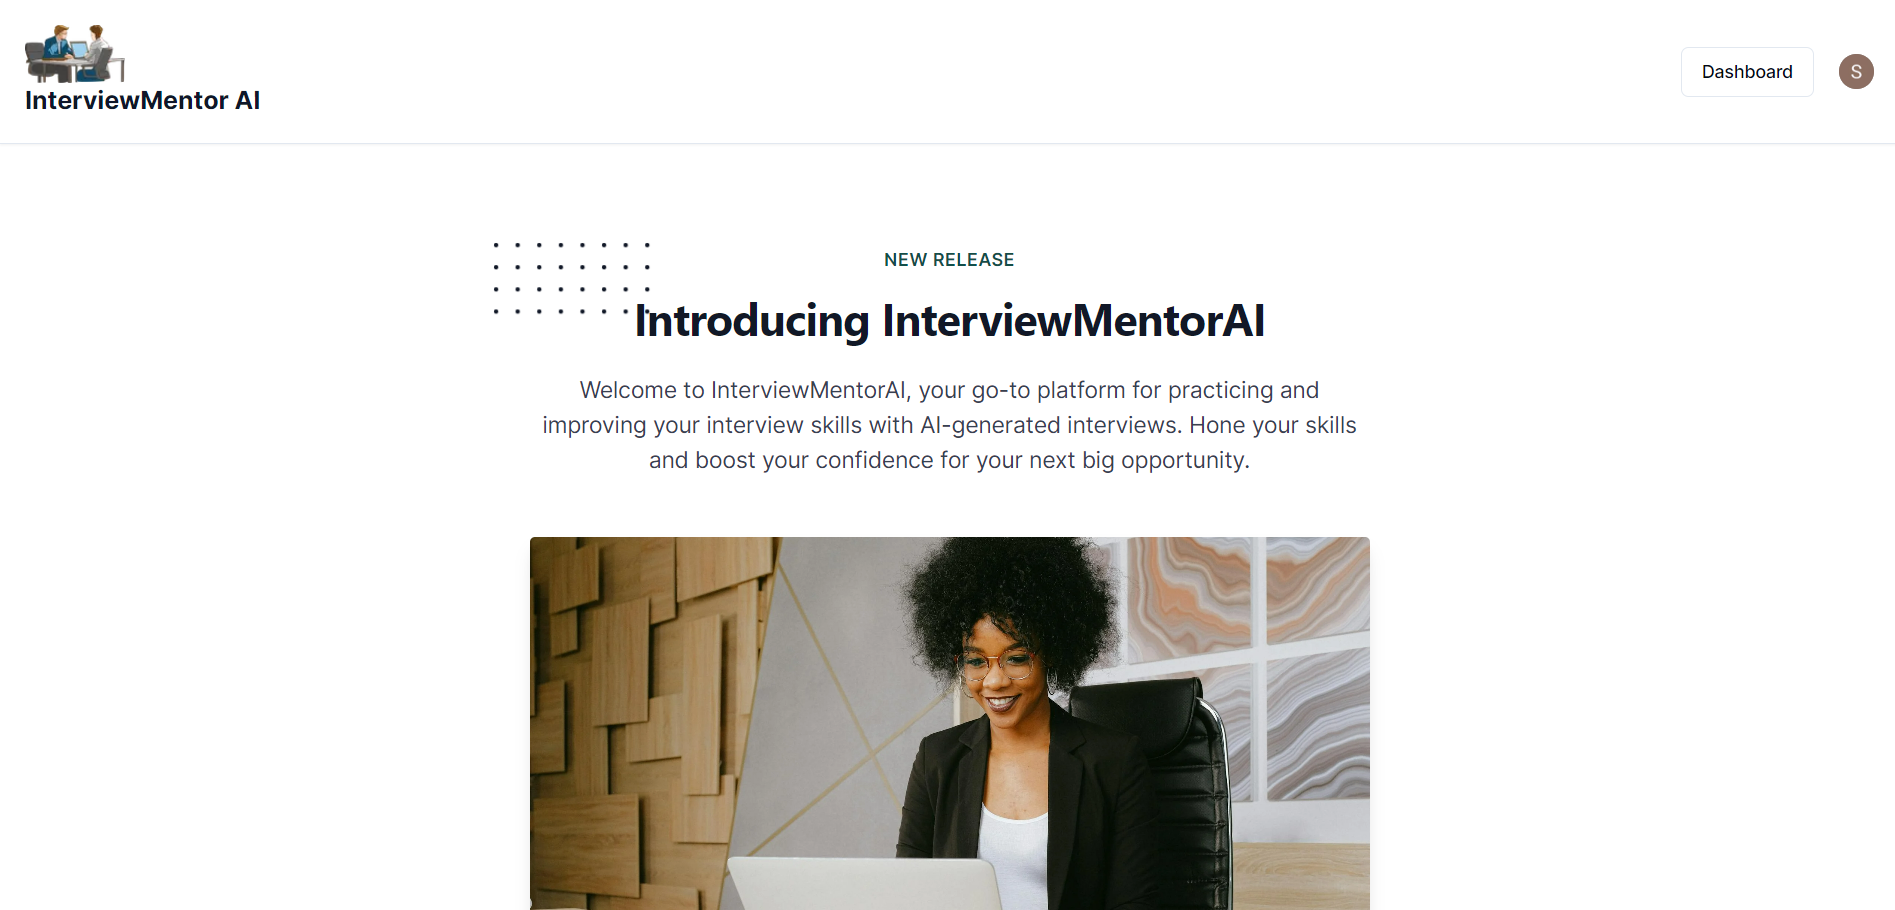 InterviewMentor AI
Dashboard
S
NEW RELEASE
Introducing InterviewMentorAI
Welcome to InterviewMentorAI, your go-to platform for practicing and
improving your interview skills with AI-generated interviews. Hone your skills
and boost your confidence for your next big opportunity.